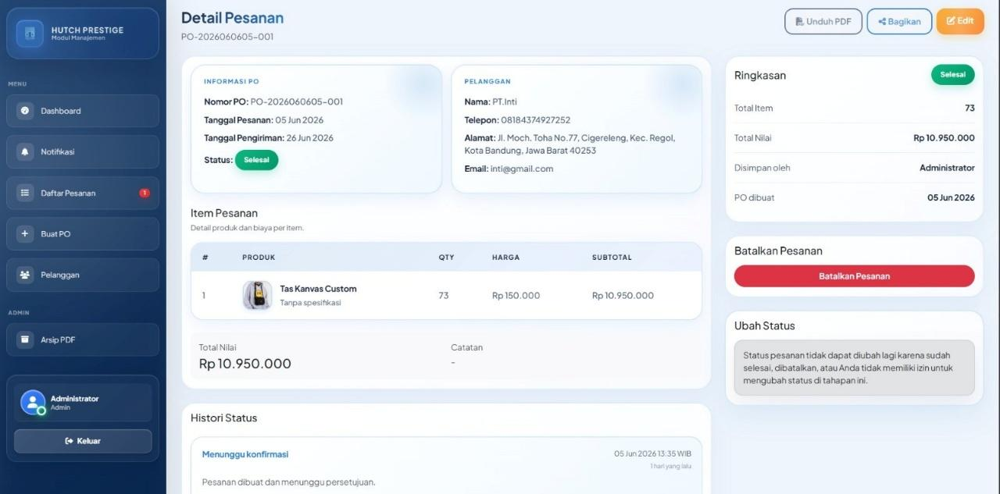 HUTCH PRESTIGE
Modul Manajemen
MENU
Dashboard
Notifikasi
Daftar Pesanan 1
Buat PO
Pelanggan
ADMIN
Arsip PDF
Administrator
Admin
Keluar
Detail Pesanan
PO-2026060605-001
Unduh PDF Bagikan Edit
INFORMASI PO
Nomor PO: PO-2026060605-001
Tanggal Pesanan: 05 Jun 2026
Tanggal Pengiriman: 26 Jun 2026
Status: Selesai
PELANGGAN
Nama: PT.Inti
Telepon: 08184374927252
Alamat: Jl. Moch. Toha No.77, Cigereleng, Kec. Regol,
Kota Bandung, Jawa Barat 40253
Email: inti@gmail.com
Item Pesanan
Detail produk dan biaya per item.
# PRODUK QTY HARGA SUBTOTAL
1 Tas Kanvas Custom 73 Rp 150.000 Rp 10.950.000
Tanpa spesifikasi
Total Nilai
Rp 10.950.000
Catatan
-
Histori Status
Menunggu konfirmasi 05 Jun 2026 13:35 WIB
1 hari yang lalu
Pesanan dibuat dan menunggu persetujuan.
Ringkasan Selesai
Total Item 73
Total Nilai Rp 10.950.000
Disimpan oleh Administrator
PO dibuat 05 Jun 2026
Batalkan Pesanan
Batalkan Pesanan
Ubah Status
Status pesanan tidak dapat diubah lagi karena sudah
selesai, dibatalkan, atau Anda tidak memiliki izin untuk
mengubah status di tahapan ini.